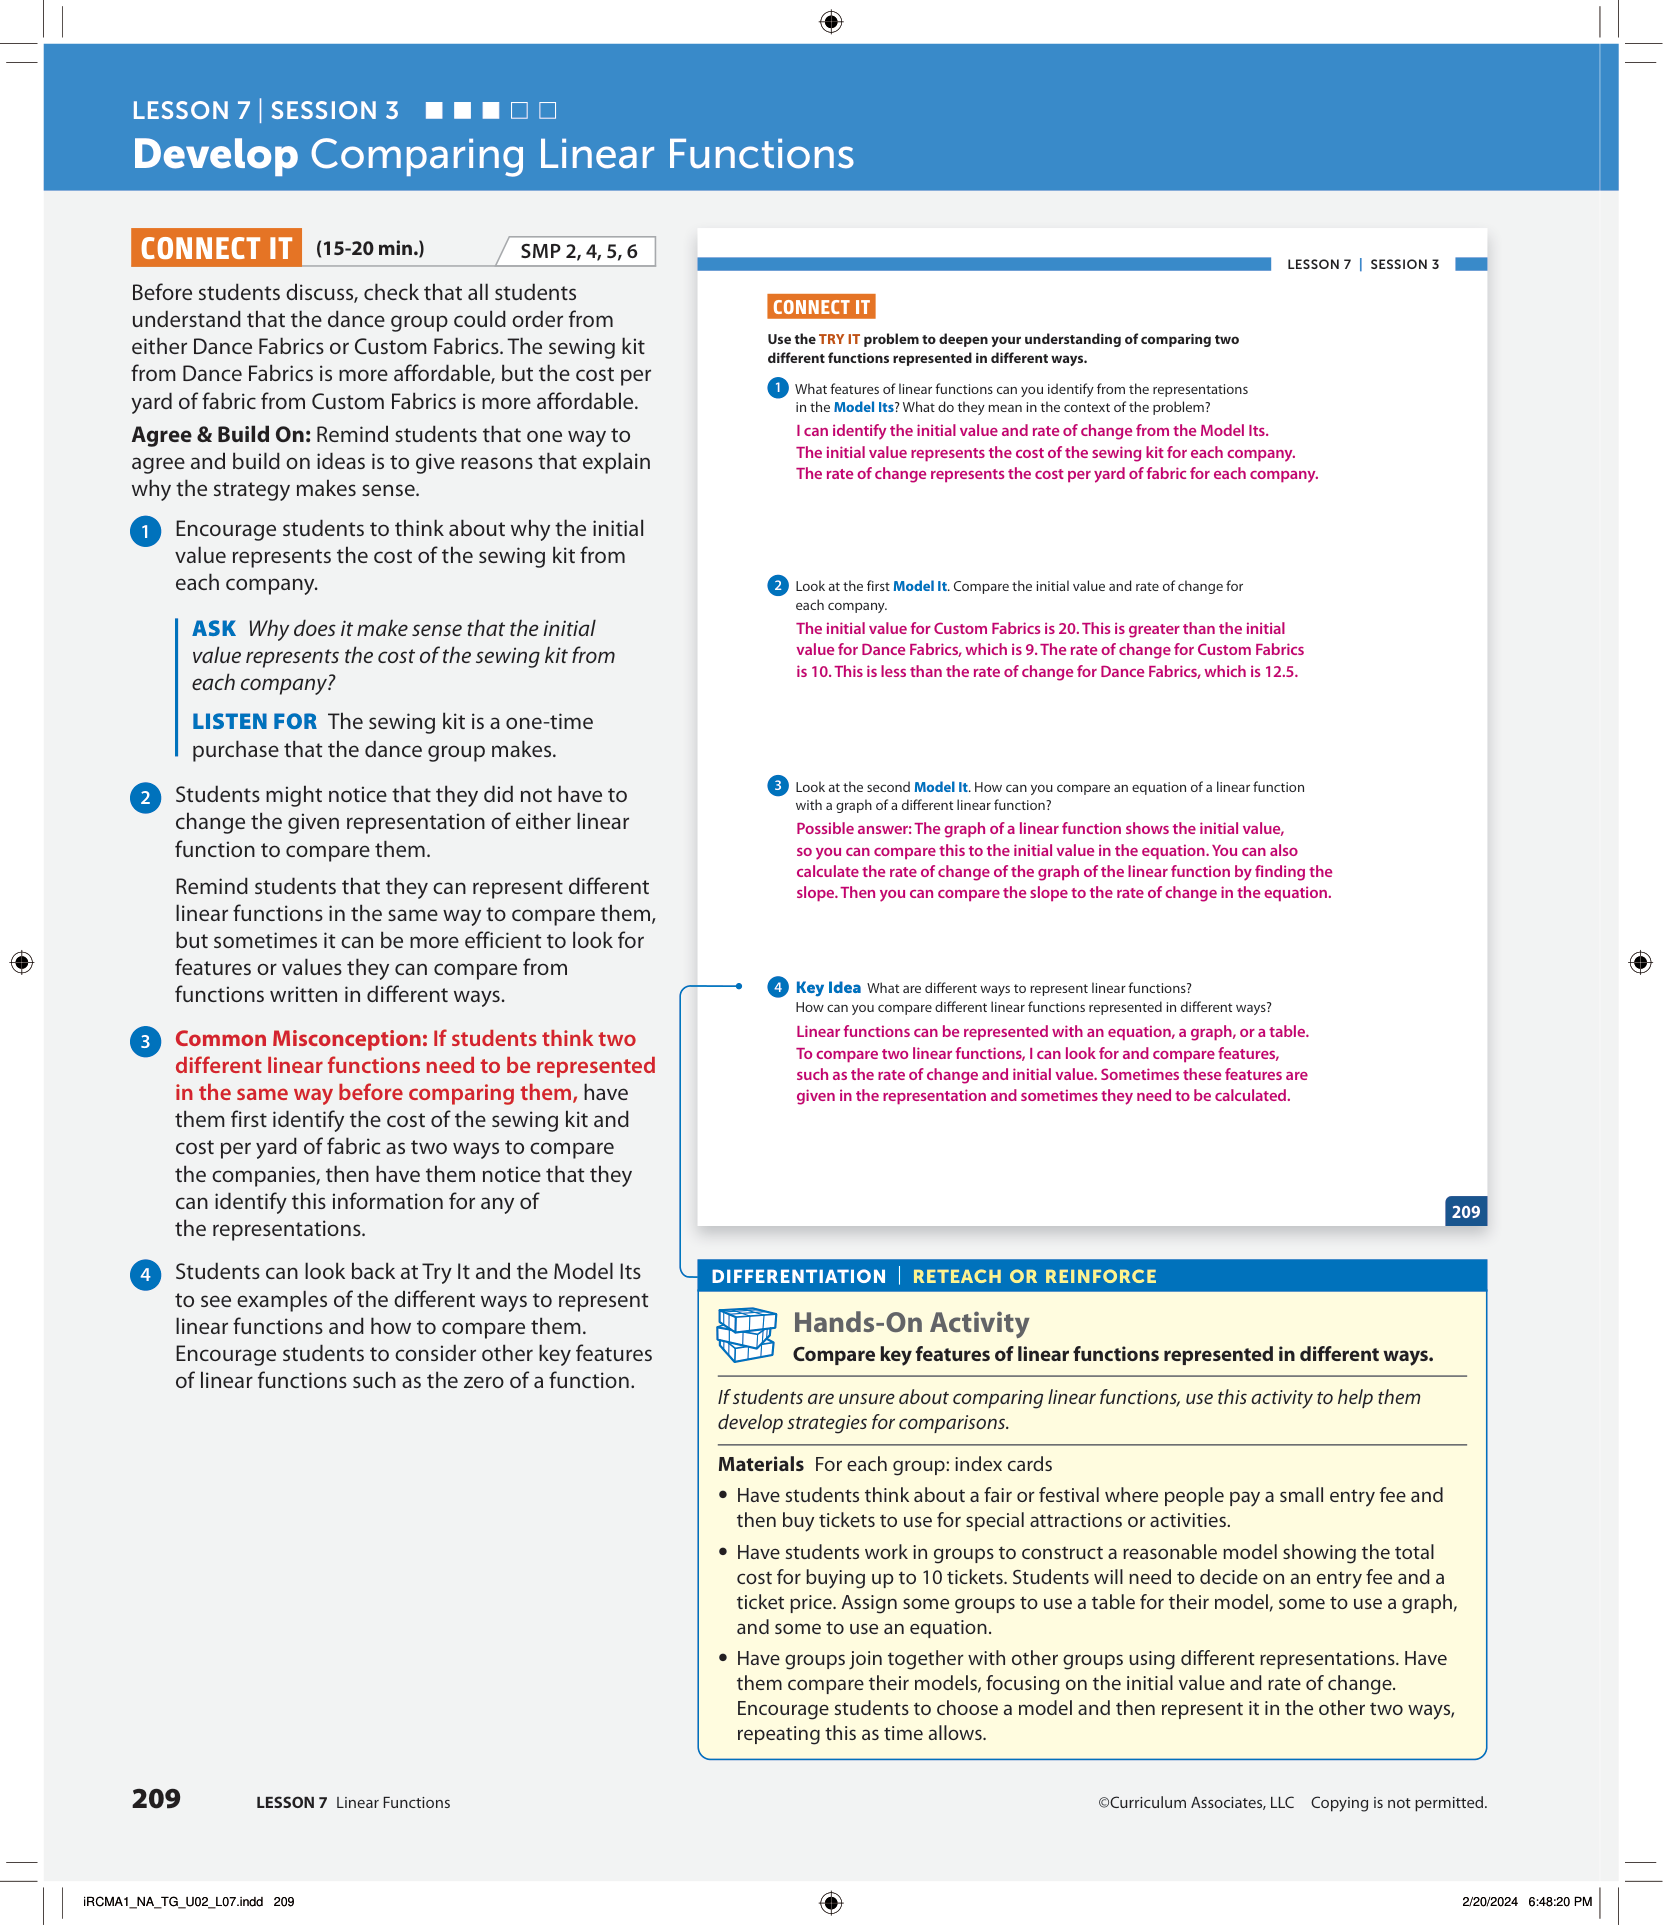 LESSON 7 | SESSION 3
Develop Comparing Linear Functions
CONNECT IT (15-20 min.) SMP 2, 4, 5, 6
Before students discuss, check that all students
understand that the dance group could order from
either Dance Fabrics or Custom Fabrics. The sewing kit
from Dance Fabrics is more affordable, but the cost per
yard of fabric from Custom Fabrics is more affordable.
Agree & Build On: Remind students that one way to
agree and build on ideas is to give reasons that explain
why the strategy makes sense.
1 Encourage students to think about why the initial
value represents the cost of the sewing kit from
each company.
ASK Why does it make sense that the initial
value represents the cost of the sewing kit from
each company?
LISTEN FOR The sewing kit is a one-time
purchase that the dance group makes.
2 Students might notice that they did not have to
change the given representation of either linear
function to compare them.
Remind students that they can represent different
linear functions in the same way to compare them,
but sometimes it can be more efficient to look for
features or values they can compare from
functions written in different ways.
3 Common Misconception: If students think two
different linear functions need to be represented
in the same way before comparing them, have
them first identify the cost of the sewing kit and
cost per yard of fabric as two ways to compare
the companies, then have them notice that they
can identify this information for any of
the representations.
4 Students can look back at Try It and the Model Its
to see examples of the different ways to represent
linear functions and how to compare them.
Encourage students to consider other key features
of linear functions such as the zero of a function.
LESSON 7 | SESSION 3
CONNECT IT
Use the TRY IT problem to deepen your understanding of comparing two
different functions represented in different ways.
1 What features of linear functions can you identify from the representations
in the Model Its? What do they mean in the context of the problem?
I can identify the initial value and rate of change from the Model Its.
The initial value represents the cost of the sewing kit for each company.
The rate of change represents the cost per yard of fabric for each company.
2 Look at the first Model It. Compare the initial value and rate of change for
each company.
The initial value for Custom Fabrics is 20. This is greater than the initial
value for Dance Fabrics, which is 9. The rate of change for Custom Fabrics
is 10. This is less than the rate of change for Dance Fabrics, which is 12.5.
3 Look at the second Model It. How can you compare an equation of a linear function
with a graph of a different linear function?
Possible answer: The graph of a linear function shows the initial value,
so you can compare this to the initial value in the equation. You can also
calculate the rate of change of the graph of the linear function by finding the
slope. Then you can compare the slope to the rate of change in the equation.
4 Key Idea What are different ways to represent linear functions?
How can you compare different linear functions represented in different ways?
Linear functions can be represented with an equation, a graph, or a table.
To compare two linear functions, I can look for and compare features,
such as the rate of change and initial value. Sometimes these features are
given in the representation and sometimes they need to be calculated.
209
DIFFERENTIATION | RETEACH OR REINFORCE
Hands-On Activity
Compare key features of linear functions represented in different ways.
If students are unsure about comparing linear functions, use this activity to help them
develop strategies for comparisons.
Materials For each group: index cards
• Have students think about a fair or festival where people pay a small entry fee and
then buy tickets to use for special attractions or activities.
• Have students work in groups to construct a reasonable model showing the total
cost for buying up to 10 tickets. Students will need to decide on an entry fee and a
ticket price. Assign some groups to use a table for their model, some to use a graph,
and some to use an equation.
• Have groups join together with other groups using different representations. Have
them compare their models, focusing on the initial value and rate of change.
Encourage students to choose a model and then represent it in the other two ways,
repeating this as time allows.
209 LESSON 7 Linear Functions ©Curriculum Associates, LLC Copying is not permitted.
iRCMA1_NA_TG_U02_L07.indd 209 2/20/2024 6:48:20 PM